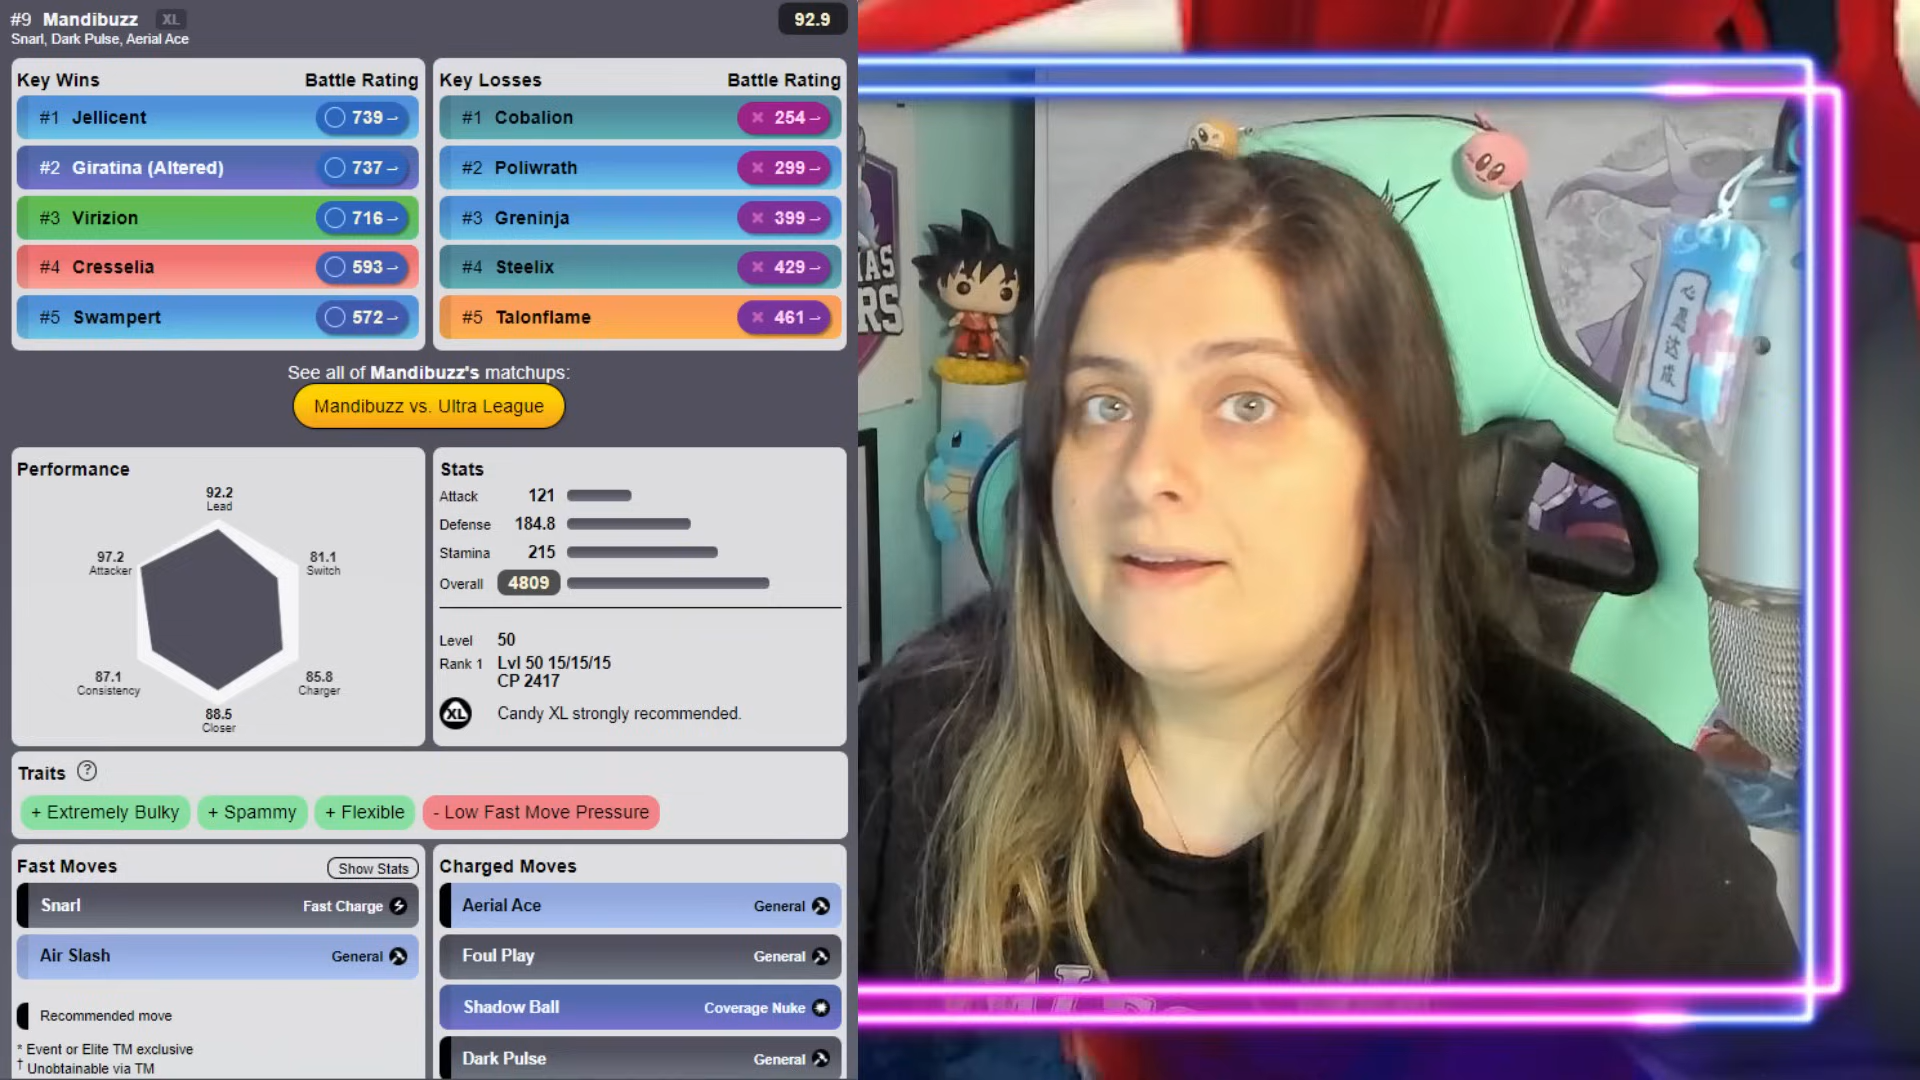 #9 Mandibuzz XL
92.9
Snarl, Dark Pulse, Aerial Ace
Key Wins Battle Rating
#1 Jellicent 739
#2 Giratina (Altered) 737
#3 Virizion 716
#4 Cresselia 593
#5 Swampert 572
Key Losses Battle Rating
#1 Cobalion 254
#2 Poliwrath 299
#3 Greninja 399
#4 Steelix 429
#5 Talonflame 461
See all of Mandibuzz's matchups:
Mandibuzz vs. Ultra League
Performance
92.2
Lead
97.2
Attacker
81.1
Switch
87.1
Consistency
85.8
Charger
88.5
Closer
Stats
Attack 121
Defense 184.8
Stamina 215
Overall 4809
Level 50
Rank 1 Lvl 50 15/15/15
CP 2417
XL Candy XL strongly recommended.
Traits ?
+ Extremely Bulky + Spammy + Flexible - Low Fast Move Pressure
Fast Moves Show Stats
Snarl Fast Charge
Air Slash General
Recommended move
* Event or Elite TM exclusive
† Unobtainable via TM
Charged Moves
Aerial Ace General
Foul Play General
Shadow Ball Coverage Nuke
Dark Pulse General